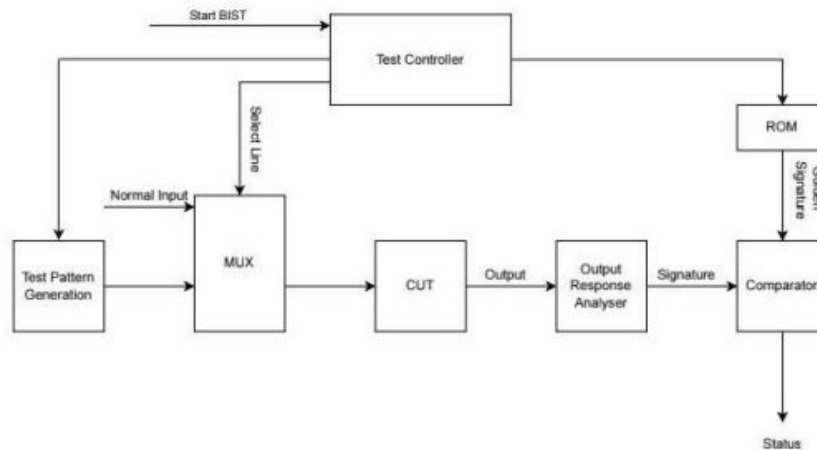 Start BIST
Test Controller
ROM
Select Line
Signature
Normal Input
MUX
Test Pattern
Generation
CUT
Output
Output
Response
Analyser
Signature
Comparator
Status